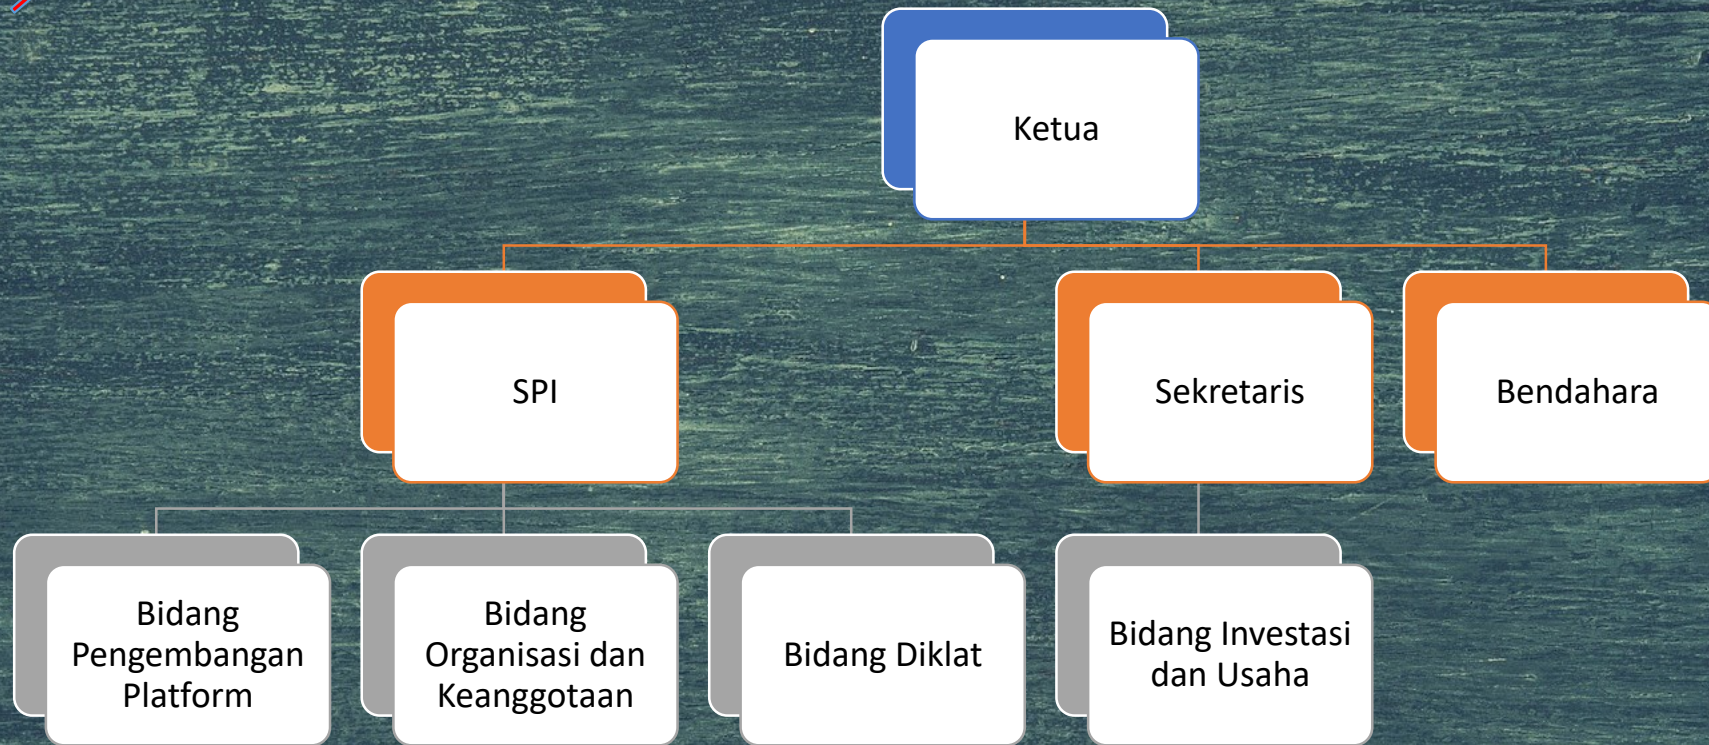 Ketua
SPI
Sekretaris
Bendahara
Bidang
Pengembangan
Platform
Bidang
Organisasi dan
Keanggotaan
Bidang Diklat
Bidang Investasi
dan Usaha